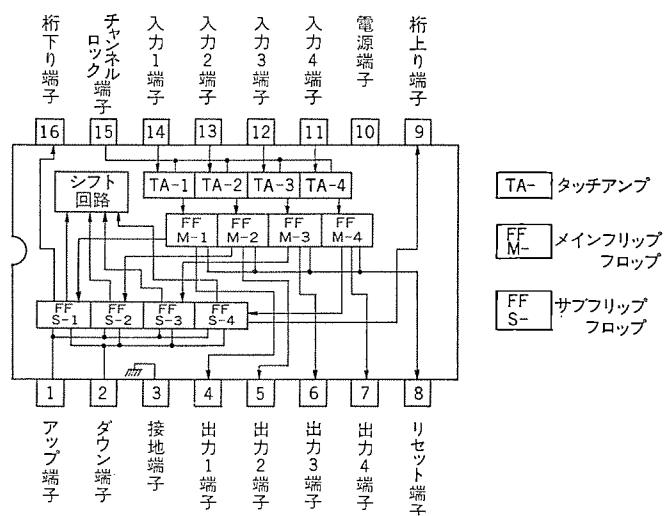 桁下り端子
チャンネル
ロック端子
入力1端子
入力2端子
入力3端子
入力4端子
電源端子
桁上り端子
16 15 14 13 12 11 10 9
シフト
回路
TA-1 TA-2 TA-3 TA-4
FF M-1
FF M-2
FF M-3
FF M-4
FF S-1
FF S-2
FF S-3
FF S-4
1 2 3 4 5 6 7 8
アップ端子
ダウン端子
接地端子
出力1端子
出力2端子
出力3端子
出力4端子
リセット端子
TA- タッチアンプ
FF M- メインフリップ
フロップ
FF S- サブフリップ
フロップ